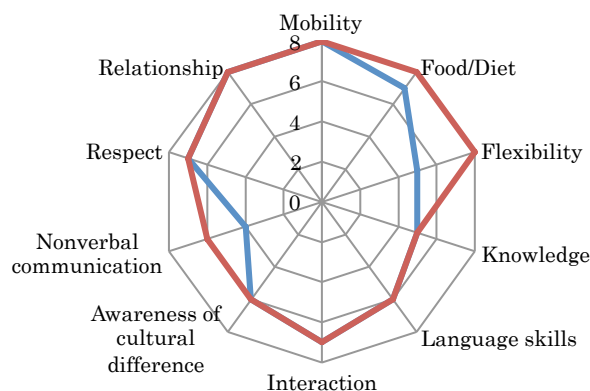 Mobility
8
Relationship
Food/Diet
6
4
Respect
Flexibility
2
0
Nonverbal
communication
Knowledge
Awareness of
cultural
difference
Language skills
Interaction